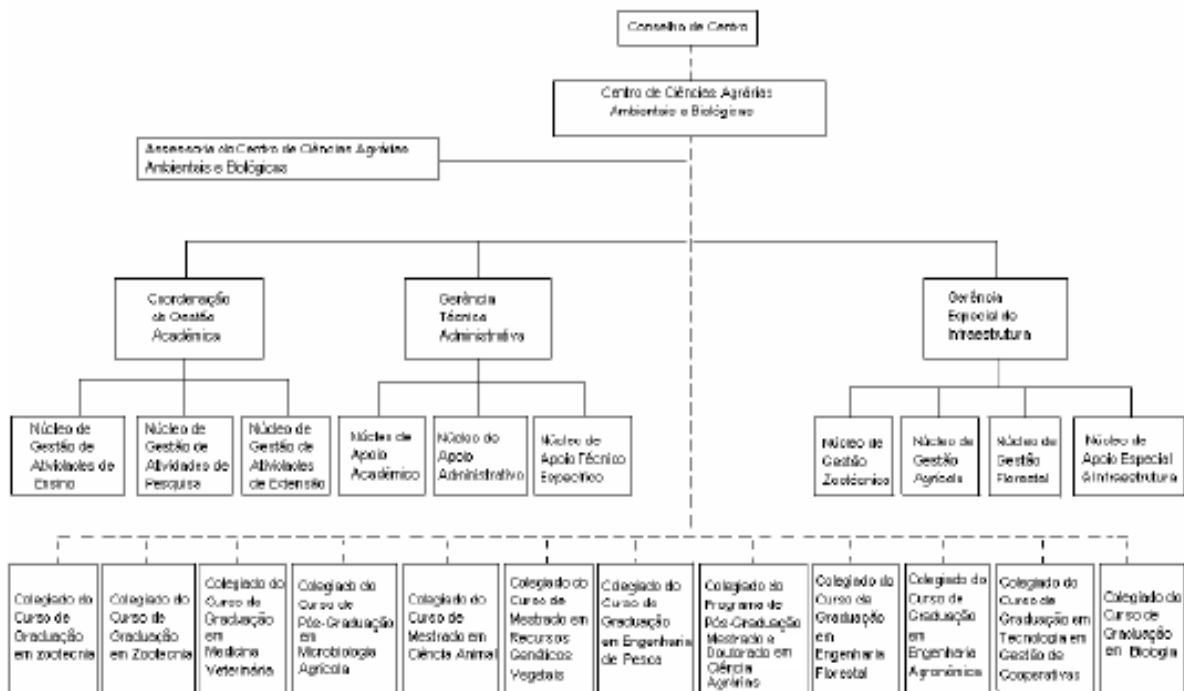 Conselho de Centro
Centro de Ciências Agrárias
Ambientais e Biológicas
Assessoria do Centro de Ciências Agrárias
Ambientais e Biológicas
Coordenação
de Gestão
Acadêmica
Gerência
Técnica
Administrativa
Gerência
Especial de
Infraestrutura
Núcleo de
Gestão de
Atividades de
Ensino
Núcleo de
Gestão de
Atividades de
Pesquisa
Núcleo de
Gestão de
Atividades
de Extensão
Núcleo de
Apoio
Acadêmico
Núcleo de
Apoio
Administrativo
Núcleo de
Apoio Técnico
Específico
Núcleo de
Gestão
Zootécnica
Núcleo de
Gestão
Agrícola
Núcleo de
Gestão
Florestal
Núcleo de
Apoio Especial
Infraestrutura
Colegiado do
Curso de
Graduação
em zootecnia
Colegiado do
Curso de
Graduação
em Zootecnia
Colegiado do
Curso de
Graduação
em
Medicina
Veterinária
Colegiado do
Curso de
Pós-Graduação
em
Microbiologia
Agrícola
Colegiado do
Curso de
Mestrado em
Ciência Animal
Colegiado do
Curso de
Mestrado em
Recursos
Genéticos
Vegetais
Colegiado do
Curso de
Graduação
em Engenharia
de Pesca
Colegiado do
Programa de
Pós-Graduação
Mestrado e
Doutorado em
Ciência
Agrárias
Colegiado do
Curso de
Graduação
em
Engenharia
Florestal
Colegiado do
Curso de
Graduação
em
Engenharia
Agronômica
Colegiado do
Curso de
Graduação em
Tecnologia em
Gestão de
Cooperativas
Colegiado do
Curso de
Graduação
em Biologia